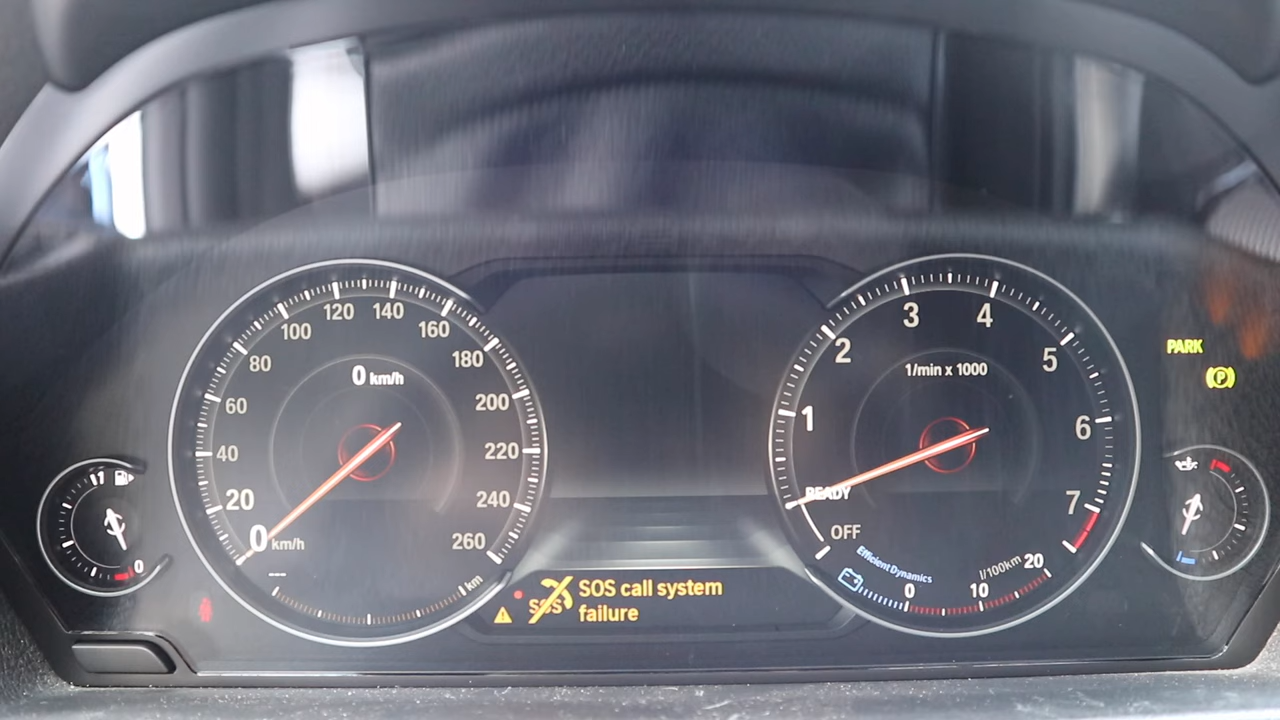 120 140
100 160
80 180
60 200
40 220
20 240
0 260
0 km/h
km/h
km
1
0
SOS
SOS call system
failure
3 4
2 5
1 6
7
1/min x 1000
READY
OFF
Efficient Dynamics
l/100km
0 10 20
PARK
P